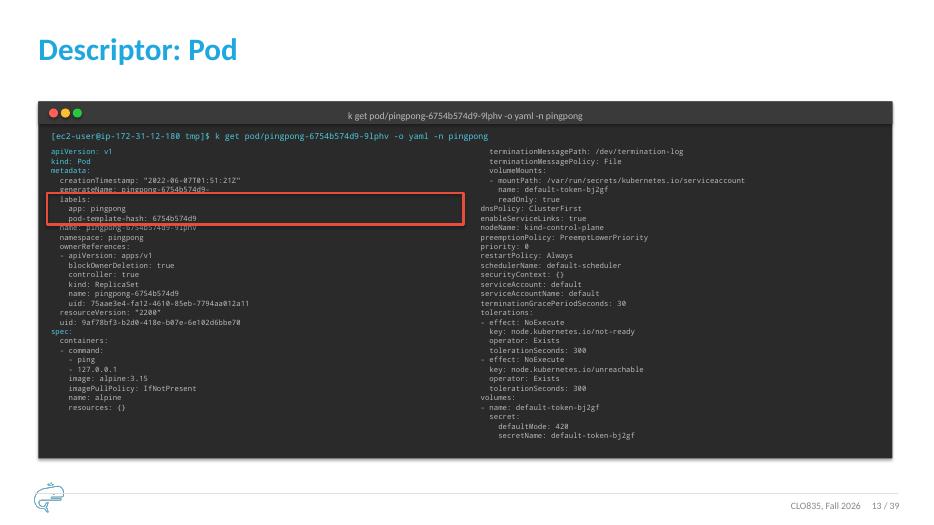 Descriptor: Pod
k get pod/pingpong-6754b574d9-9lphv -o yaml -n pingpong
[ec2-user@ip-172-31-12-180 tmp]$ k get pod/pingpong-6754b574d9-9lphv -o yaml -n pingpong
apiVersion: v1
kind: Pod
metadata:
  creationTimestamp: "2022-06-07T01:51:21Z"
  generateName: pingpong-6754b574d9-
  labels:
    app: pingpong
    pod-template-hash: 6754b574d9
  name: pingpong-6754b574d9-9lphv
  namespace: pingpong
  ownerReferences:
  - apiVersion: apps/v1
    blockOwnerDeletion: true
    controller: true
    kind: ReplicaSet
    name: pingpong-6754b574d9
    uid: 75aae3e4-fa12-4610-85eb-7794aa012a11
  resourceVersion: "2200"
  uid: 9af78bf3-b2d0-418e-b07e-6e102d6bbe70
spec:
  containers:
  - command:
    - ping
    - 127.0.0.1
    image: alpine:3.15
    imagePullPolicy: IfNotPresent
    name: alpine
    resources: {}
    terminationMessagePath: /dev/termination-log
    terminationMessagePolicy: File
    volumeMounts:
    - mountPath: /var/run/secrets/kubernetes.io/serviceaccount
      name: default-token-bj2gf
      readOnly: true
  dnsPolicy: ClusterFirst
  enableServiceLinks: true
  nodeName: kind-control-plane
  preemptionPolicy: PreemptLowerPriority
  priority: 0
  restartPolicy: Always
  schedulerName: default-scheduler
  securityContext: {}
  serviceAccount: default
  serviceAccountName: default
  terminationGracePeriodSeconds: 30
  tolerations:
  - effect: NoExecute
    key: node.kubernetes.io/not-ready
    operator: Exists
    tolerationSeconds: 300
  - effect: NoExecute
    key: node.kubernetes.io/unreachable
    operator: Exists
    tolerationSeconds: 300
  volumes:
  - name: default-token-bj2gf
    secret:
      defaultMode: 420
      secretName: default-token-bj2gf
CLO835, Fall 2026 13 / 39